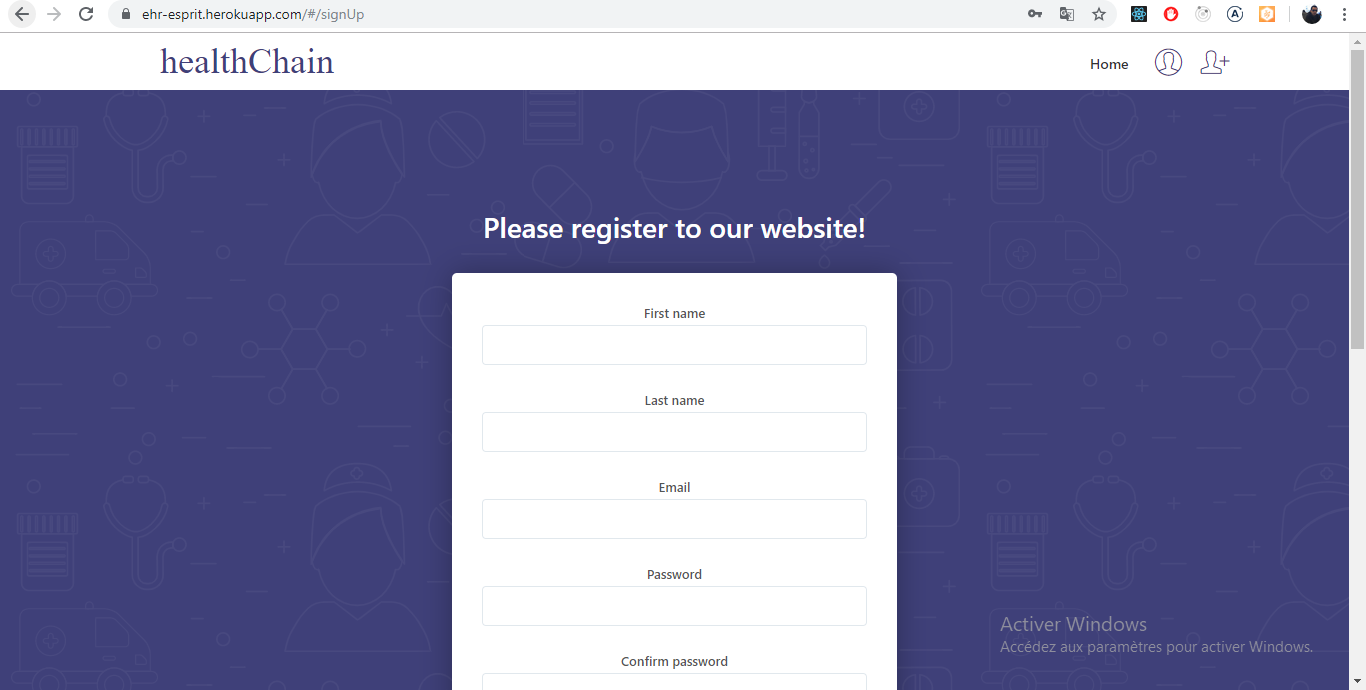 ehr-esprit.herokuapp.com/#/signUp
healthChain
Home
Please register to our website!
First name
Last name
Email
Password
Confirm password
Activer Windows
Accédez aux paramètres pour activer Windows.